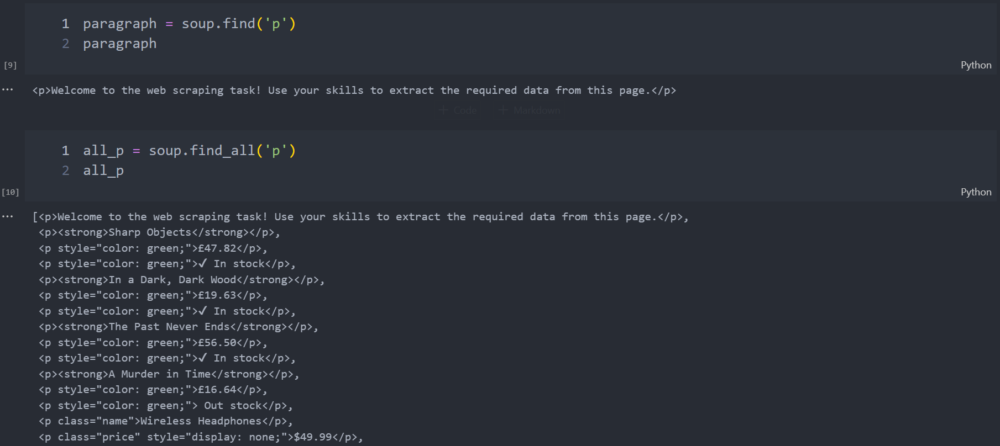 1 paragraph = soup.find('p')
2 paragraph
[9]
Python
<p>Welcome to the web scraping task! Use your skills to extract the required data from this page.</p>
+ Code + Markdown
1 all_p = soup.find_all('p')
2 all_p
[10]
Python
[<p>Welcome to the web scraping task! Use your skills to extract the required data from this page.</p>,
<p><strong>Sharp Objects</strong></p>,
<p style="color: green;">£47.82</p>,
<p style="color: green;">✓ In stock</p>,
<p><strong>In a Dark, Dark Wood</strong></p>,
<p style="color: green;">£19.63</p>,
<p style="color: green;">✓ In stock</p>,
<p><strong>The Past Never Ends</strong></p>,
<p style="color: green;">£56.50</p>,
<p style="color: green;">✓ In stock</p>,
<p><strong>A Murder in Time</strong></p>,
<p style="color: green;">£16.64</p>,
<p style="color: green;"> Out stock</p>,
<p class="name">Wireless Headphones</p>,
<p class="price" style="display: none;">$49.99</p>,